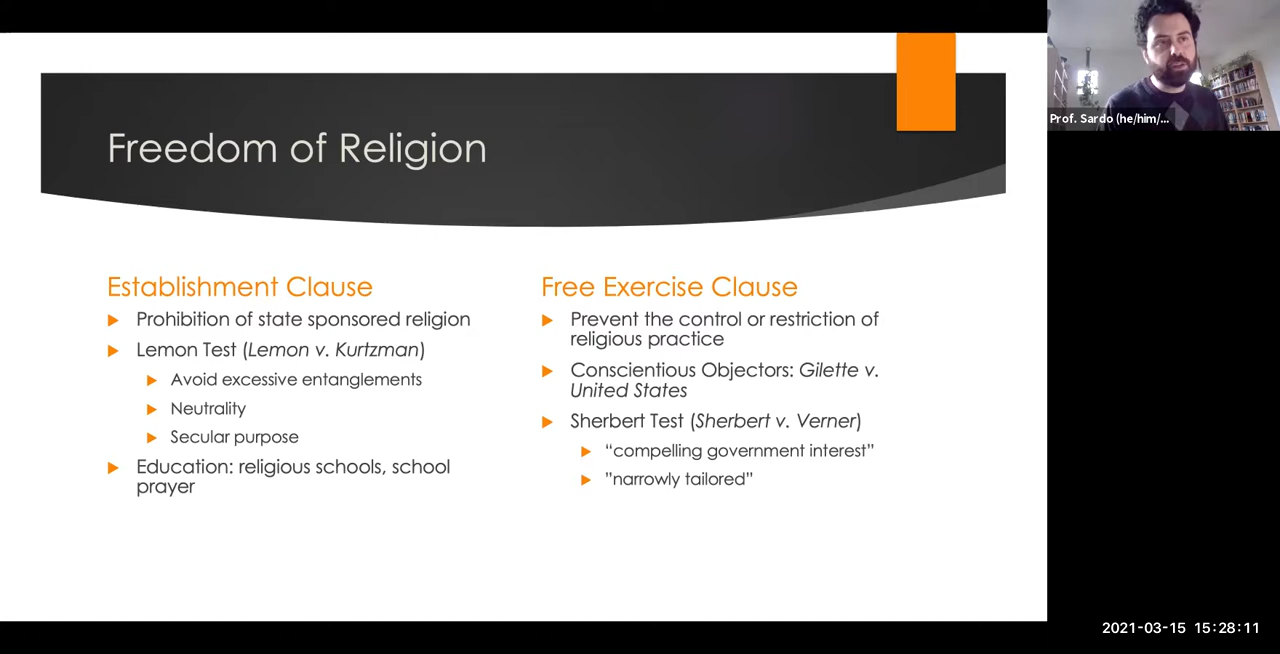 Freedom of Religion
Establishment Clause
Prohibition of state sponsored religion
Lemon Test (Lemon v. Kurtzman)
Avoid excessive entanglements
Neutrality
Secular purpose
Education: religious schools, school
prayer
Free Exercise Clause
Prevent the control or restriction of
religious practice
Conscientious Objectors: Gilette v.
United States
Sherbert Test (Sherbert v. Verner)
“compelling government interest”
”narrowly tailored”
Prof. Sardo (he/him/...
2021-03-15 15:28:11